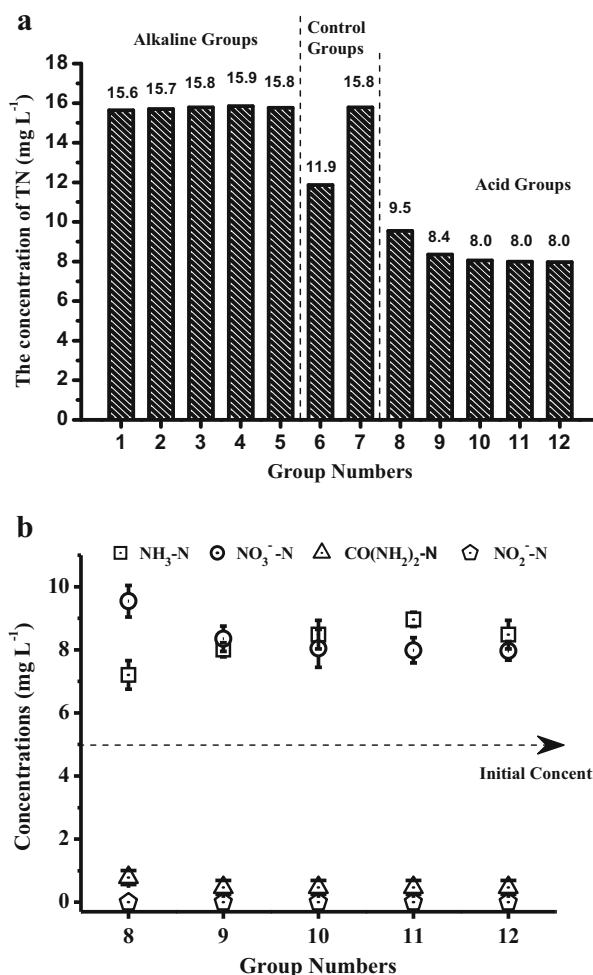 a
Alkaline Groups
Control
Groups
Acid Groups
15.6 15.7 15.8 15.9 15.8 11.9 15.8 9.5 8.4 8.0 8.0 8.0
The concentration of TN (mg L⁻¹)
18
16
14
12
10
8
6
4
2
0
1 2 3 4 5 6 7 8 9 10 11 12
Group Numbers
b
NH₃-N NO₃⁻-N CO(NH₂)₂-N NO₂⁻-N
Concentrations (mg L⁻¹)
10
8
6
4
2
0
Initial Concent
8 9 10 11 12
Group Numbers